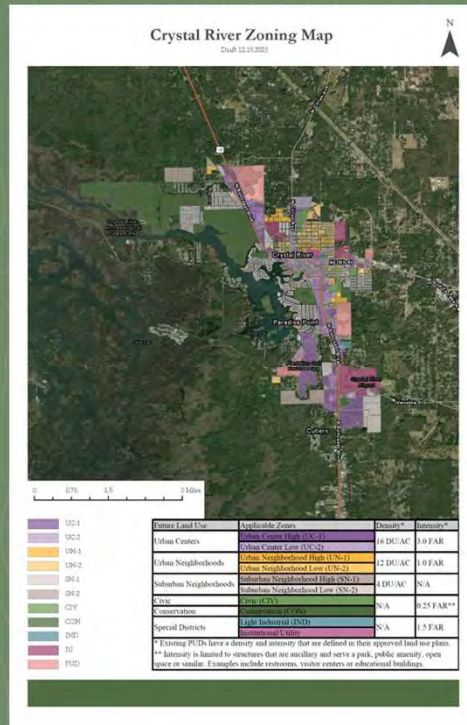 Crystal River Zoning Map
Draft 12.19.2025
N
Crystal River
Paradise Point
Crystal River
Airport
Cutlers
0 0.75 1.5 3 Miles
UC-1
UC-2
UN-1
UN-2
SN-1
SN-2
CIV
CON
IND
IU
PUD
Future Land Use Applicable Zones Density* Intensity*
Urban Centers Urban Center High (UC-1) 16 DU/AC 3.0 FAR
Urban Center Low (UC-2)
Urban Neighborhoods Urban Neighborhood High (UN-1) 12 DU/AC 1.0 FAR
Urban Neighborhood Low (UN-2)
Suburban Neighborhoods Suburban Neighborhood High (SN-1) 4 DU/AC N/A
Suburban Neighborhood Low (SN-2)
Civic Civic (CIV) N/A 0.25 FAR**
Conservation Conservation (CON)
Special Districts Light Industrial (IND) N/A 1.5 FAR
Institutional Utility
* Existing PUDs have a density and intensity that are defined in their approved land use plans.
** Intensity is limited to structures that are ancillary and serve a park, public amenity, open
space or similar. Examples include restrooms, visitor centers or educational buildings.